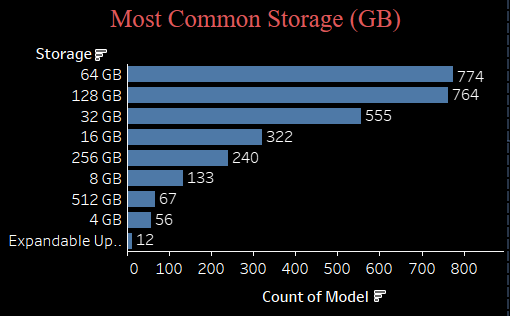 Most Common Storage (GB)
Storage
64 GB 774
128 GB 764
32 GB 555
16 GB 322
256 GB 240
8 GB 133
512 GB 67
4 GB 56
Expandable Up.. 12
0 100 200 300 400 500 600 700 800
Count of Model